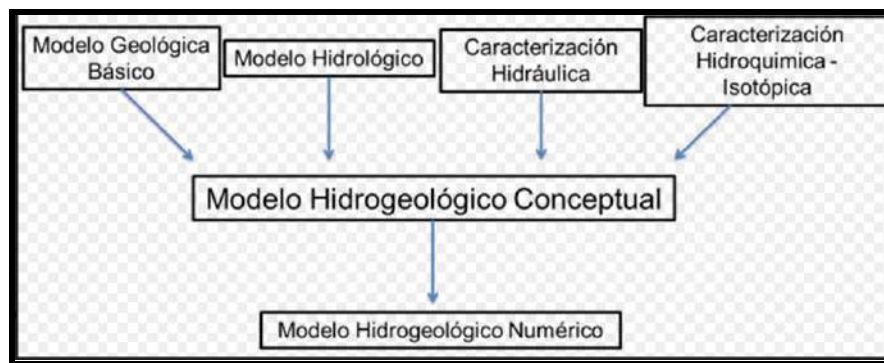 Modelo Geológica
Básico
Modelo Hidrológico
Caracterización
Hidráulica
Caracterización
Hidroquimica -
Isotópica
Modelo Hidrogeológico Conceptual
Modelo Hidrogeológico Numérico